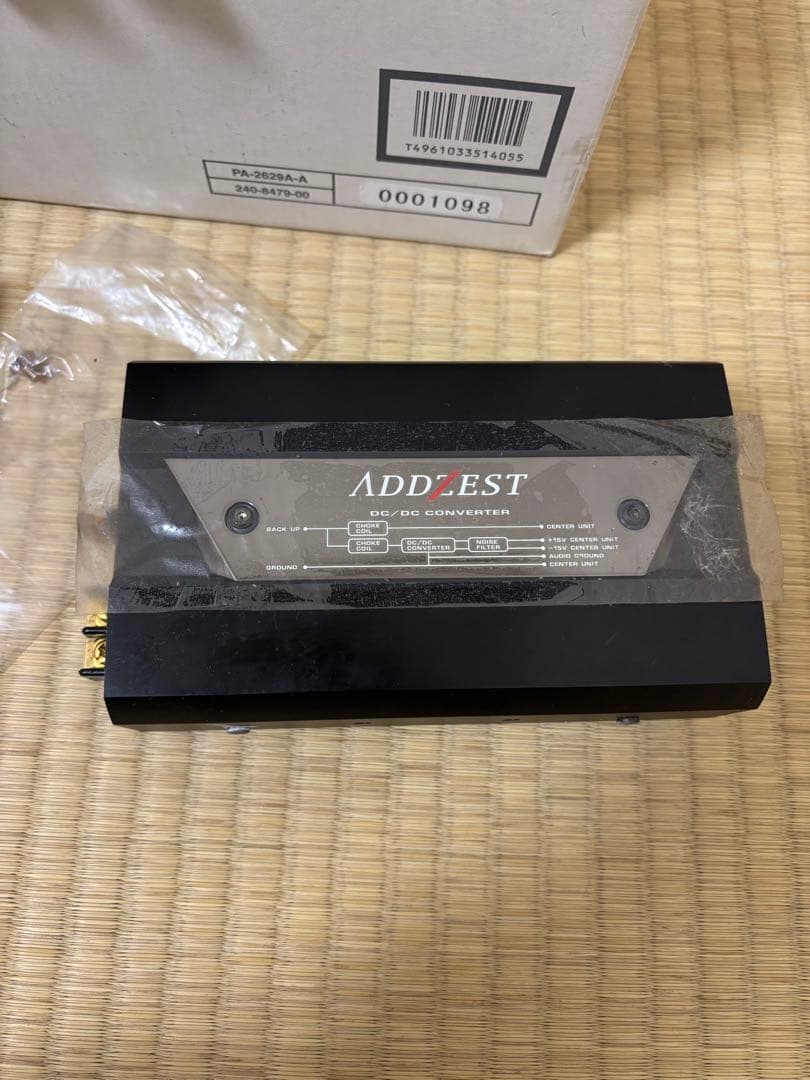 T4961033514055
PA-2629A-A
240-8479-00
0001098
ADDZEST
DC/DC CONVERTER
BACK UP
CHOKE
COIL
CENTER UNIT
CHOKE
COIL
DC/DC
CONVERTER
NOISE
FILTER
+15V CENTER UNIT
-15V CENTER UNIT
AUDIO GROUND
GROUND
CENTER UNIT